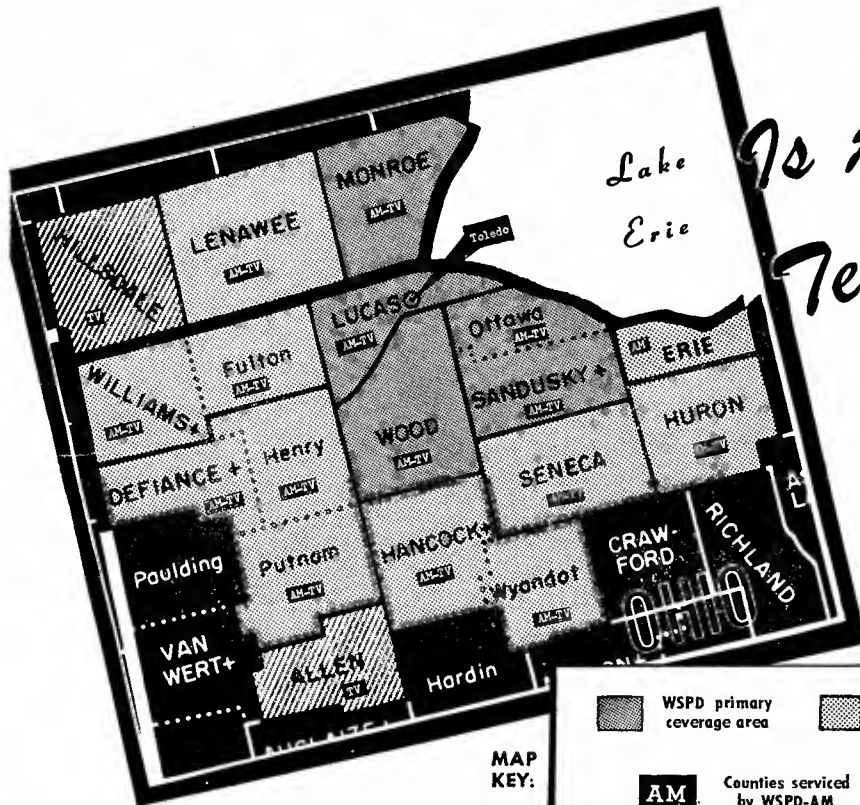 Lake
Erie
Is
Te
MONROE
AM-TV
LENAWEE
AM-TV
HILLSDALE
TV
Toledo
LUCAS
AM-TV
Ottawa
AM-TV
AM
ERIE
Fulton
AM-TV
WILLIAMS+
AM-TV
SANDUSKY+
AM-TV
WOOD
AM-TV
HURON
Henry
AM-TV
DEFIANCE+
AM-TV
SENECA
Paulding
Putnam
AM-TV
HANCOCK+
AM-TV
Wyandot
AM-TV
CRAW-
FORD
RICHLAND
VAN
WERT+
ALLEN
TV
Hardin
MAP
KEY:
WSPD primary
coverage area
AM
Counties serviced
by WSPD-AM